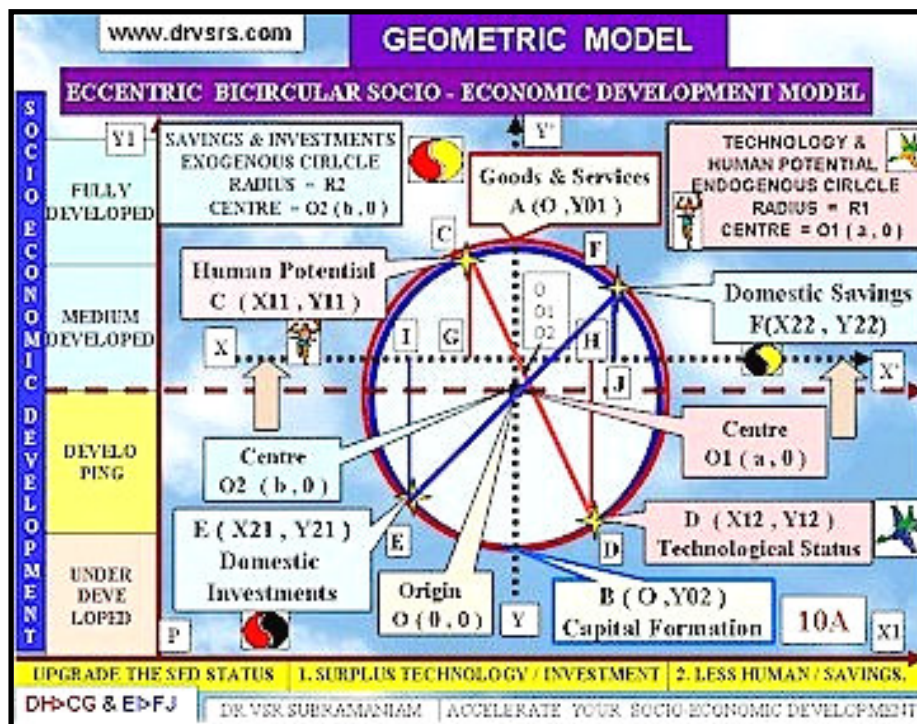 www.drvsrs.com
GEOMETRIC MODEL
ECCENTRIC BICIRCULAR SOCIO - ECONOMIC DEVELOPMENT MODEL
SOCIO ECONOMIC DEVELOPMENT
Y1
FULLY
DEVELOPED
MEDIUM
DEVELOPED
DEVELO
PING
UNDER
DEVE
LOPED
SAVINGS & INVESTMENTS
EXOGENOUS CIRLCLE
RADIUS = R2
CENTRE = O2 (b, 0)
Y'
Goods & Services
A (O, Y01)
TECHNOLOGY &
HUMAN POTENTIAL
ENDOGENOUS CIRLCLE
RADIUS = R1
CENTRE = O1 (a, 0)
C
F
Human Potential
C (X11, Y11)
O
O1
O2
Domestic Savings
F(X22, Y22)
X
I
G
H
J
X'
Centre
O2 (b, 0)
Centre
O1 (a, 0)
E (X21, Y21)
Domestic
Investments
E
D
D (X12, Y12)
Technological Status
Origin
O (0, 0)
Y
B (O, Y02)
Capital Formation
10A
P
X1
UPGRADE THE SED STATUS
1. SURPLUS TECHNOLOGY / INVESTMENT
2. LESS HUMAN / SAVINGS.
DH>CG & EI>FJ
DR VSR SUBRAMANIAM
ACCELERATE YOUR SOCIO-ECONOMIC DEVELOPMENT